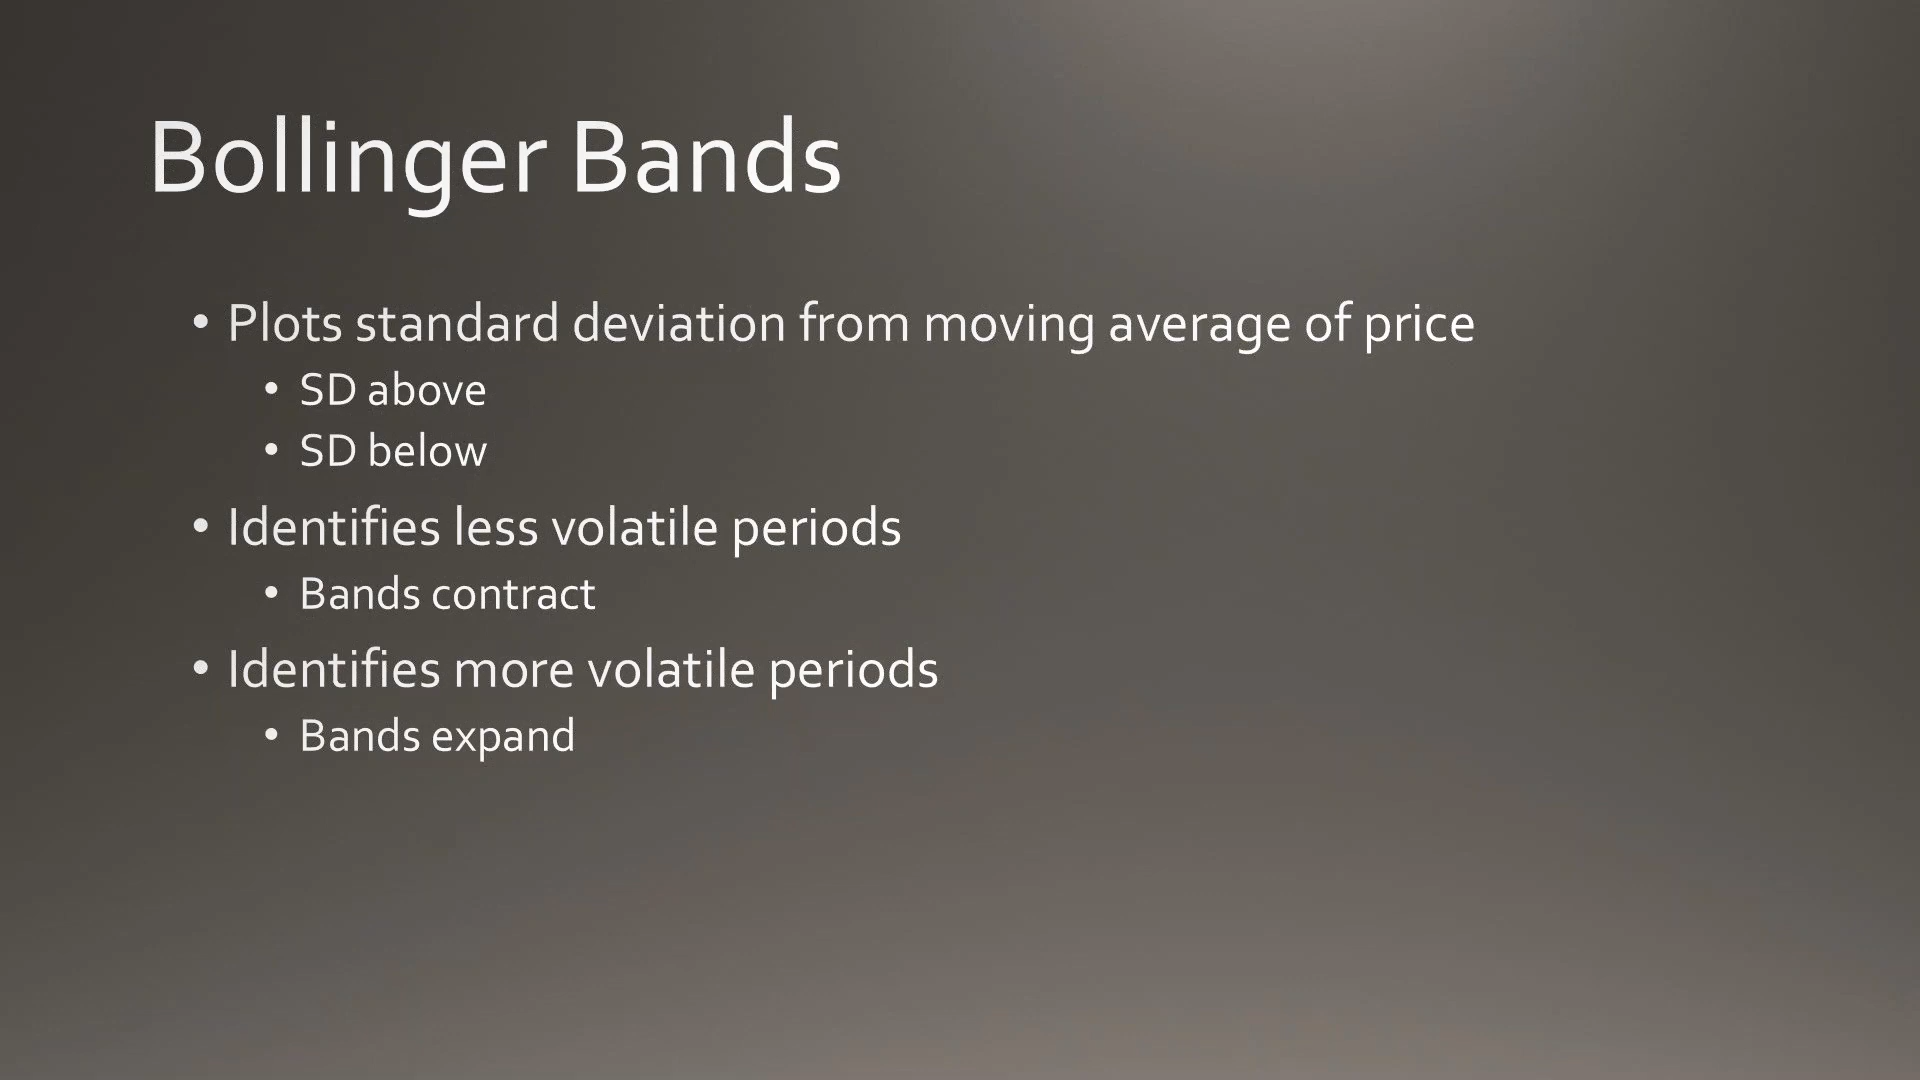 Bollinger Bands
• Plots standard deviation from moving average of price
• SD above
• SD below
• Identifies less volatile periods
• Bands contract
• Identifies more volatile periods
• Bands expand